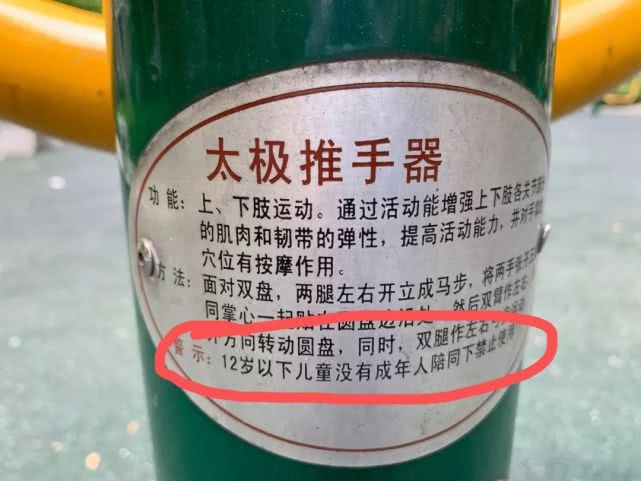 太极推手器
功能：上、下肢运动。通过活动能增强上下肢各关节
的肌肉和韧带的弹性，提高活动能力，并对手
穴位有按摩作用。
方法：面对双盘，两腿左右开立成马步，将两手张开
同掌心一起贴在圆盘边沿处，然后双臂作左右
外方向转动圆盘，同时，双腿作左右
警示：12岁以下儿童没有成年人陪同下禁止使用